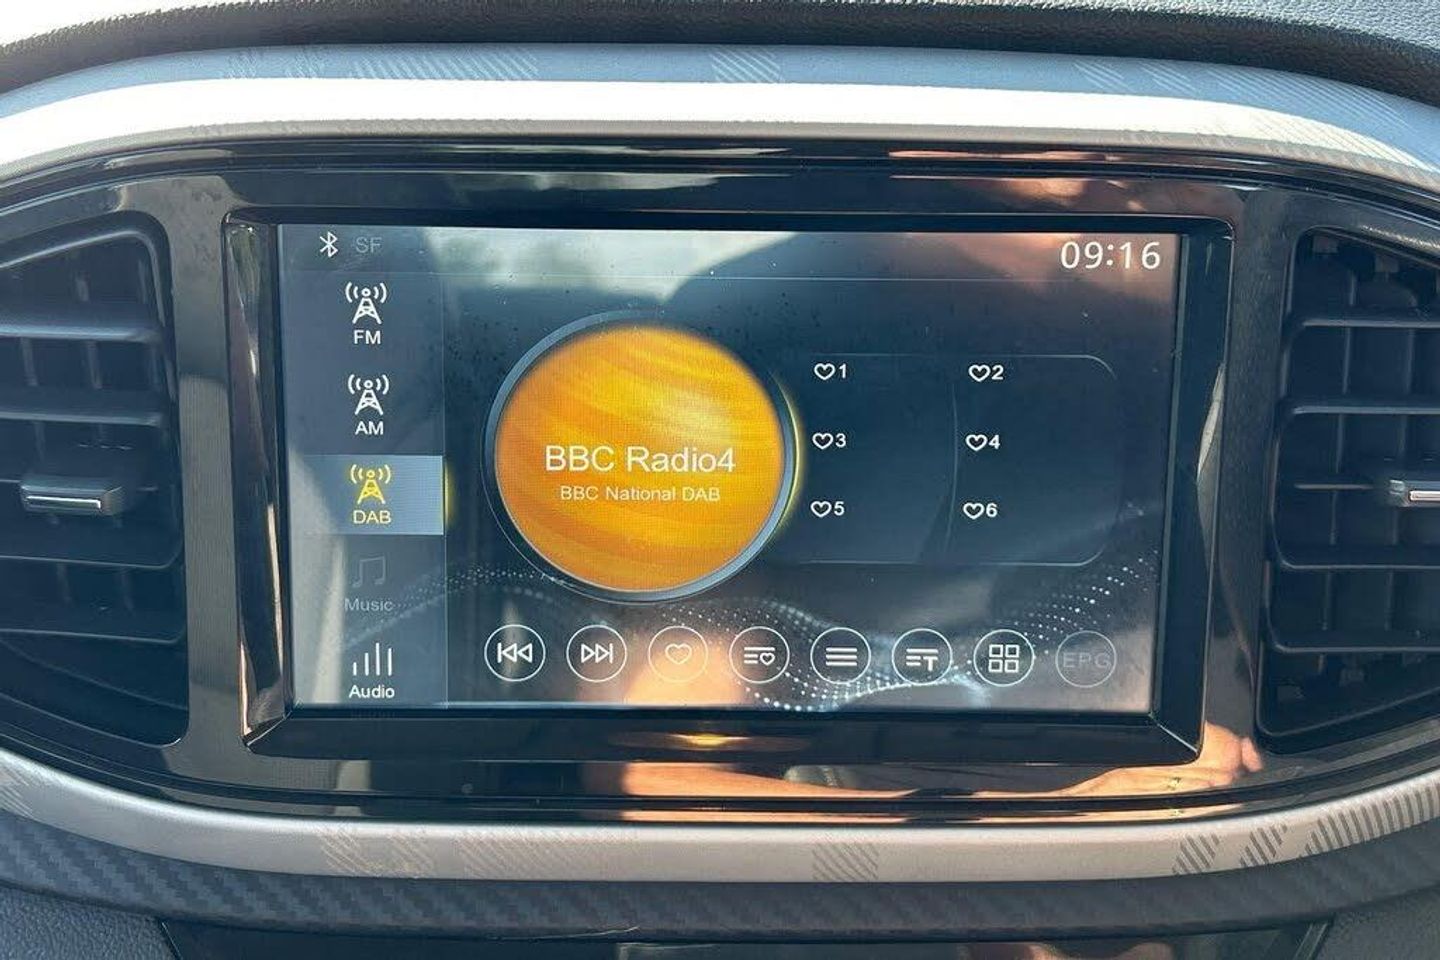 SF
09:16
FM
AM
DAB
Music
Audio
BBC Radio4
BBC National DAB
1
2
3
4
5
6
EPG